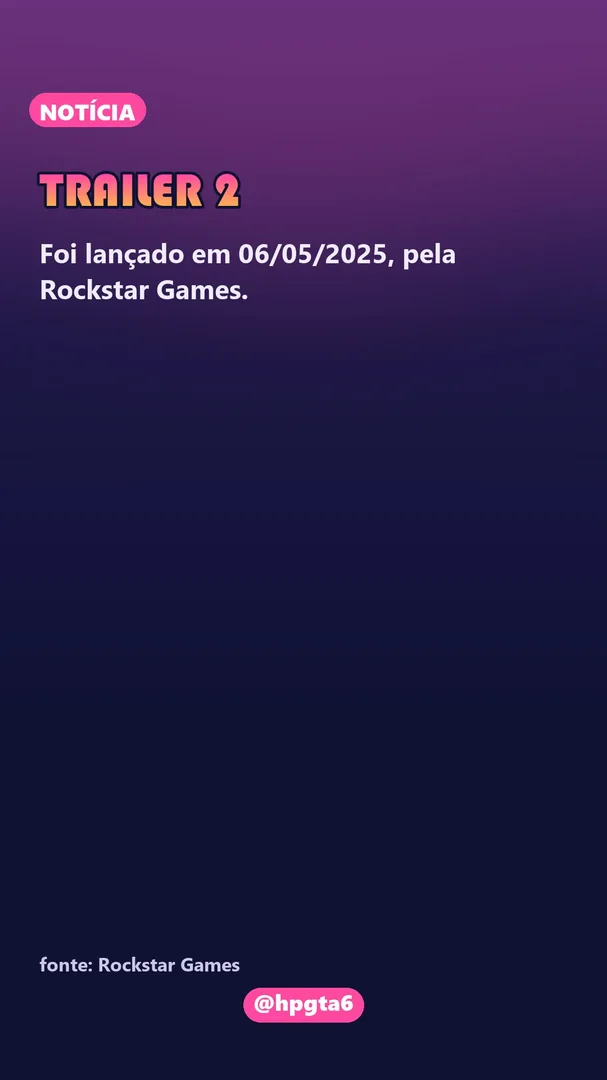 NOTÍCIA
TRAILER 2
Foi lançado em 06/05/2025, pela
Rockstar Games.
fonte: Rockstar Games
@hpgta6